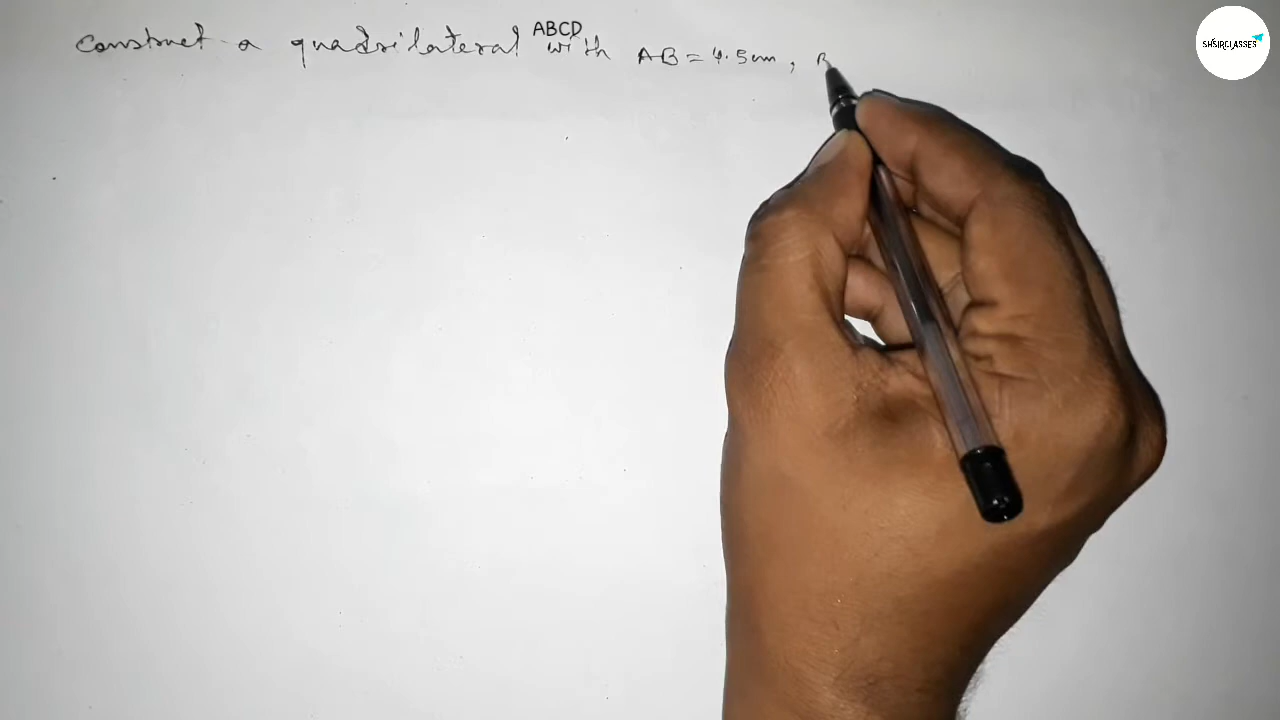 construct a quadrilateral ABCD with AB = 4.5cm, B
SHSIRCLASSES